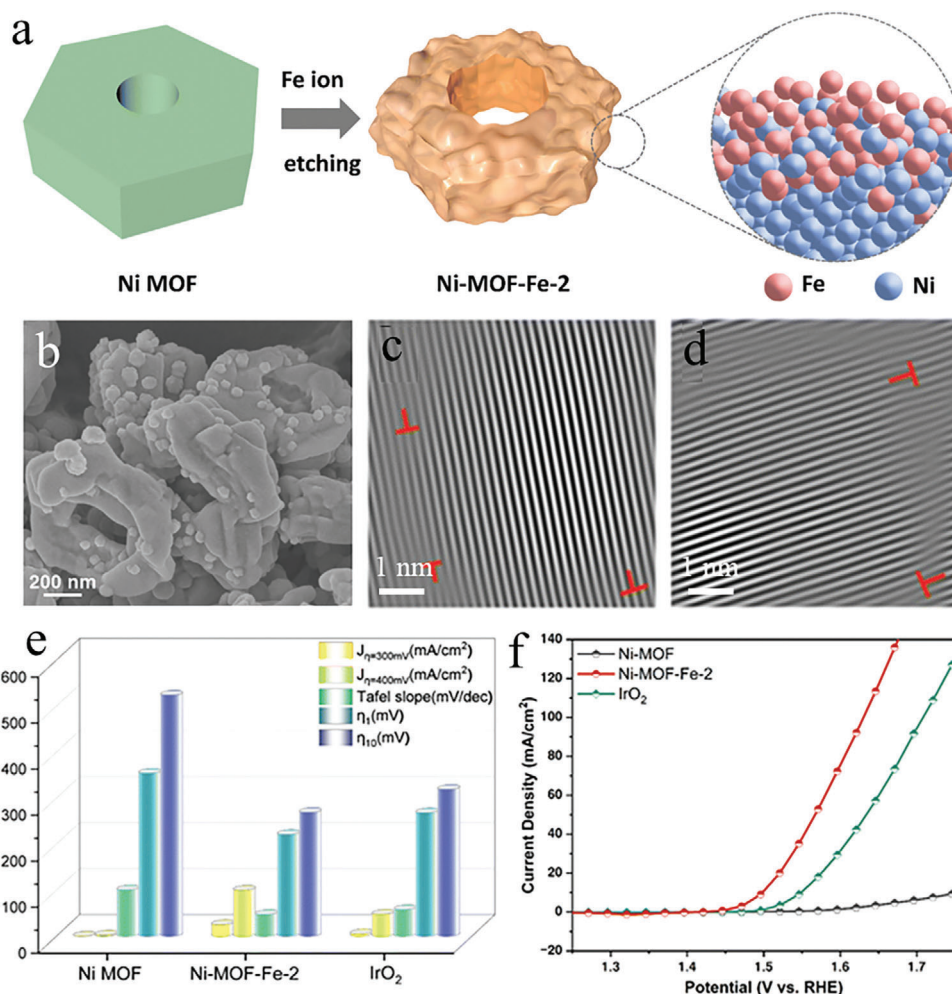 a
Fe ion
etching
Ni MOF
Ni-MOF-Fe-2
Fe
Ni
b
200 nm
c
1 nm
d
1 nm
e
Jη=300mV(mA/cm²)
Jη=400mV(mA/cm²)
Tafel slope(mV/dec)
η₁(mV)
η₁₀(mV)
600
500
400
300
200
100
0
Ni MOF
Ni-MOF-Fe-2
IrO₂
f
Ni-MOF
Ni-MOF-Fe-2
IrO₂
Current Density (mA/cm²)
140
120
100
80
60
40
20
0
−20
1.3
1.4
1.5
1.6
1.7
Potential (V vs. RHE)